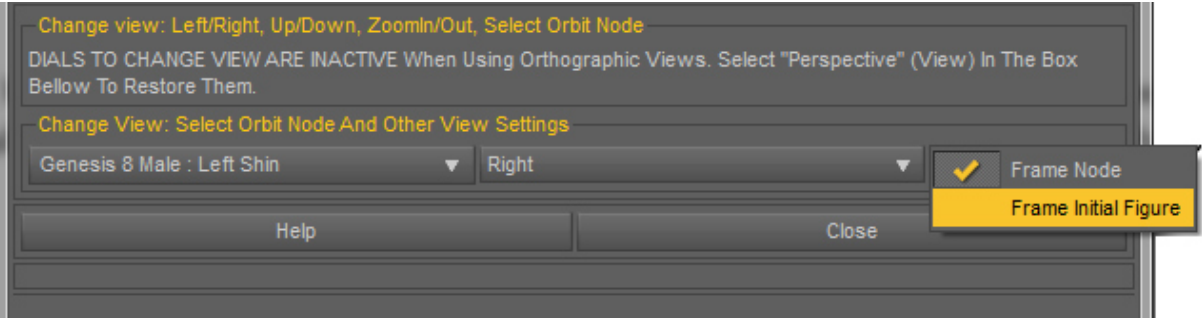 Change view: Left/Right, Up/Down, ZoomIn/Out, Select Orbit Node
DIALS TO CHANGE VIEW ARE INACTIVE When Using Orthographic Views. Select "Perspective" (View) In The Box
Bellow To Restore Them.
Change View: Select Orbit Node And Other View Settings
Genesis 8 Male : Left Shin
Right
Frame Node
Frame Initial Figure
Help
Close